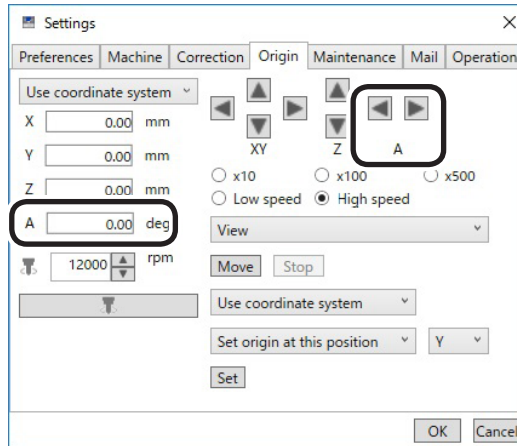 Settings
Preferences Machine Correction Origin Maintenance Mail Operation
Use coordinate system
X 0.00 mm
Y 0.00 mm
Z 0.00 mm
A 0.00 deg
12000 rpm
XY Z A
x10 x100 x500
Low speed High speed
View
Move Stop
Use coordinate system
Set origin at this position Y
Set
OK Cancel